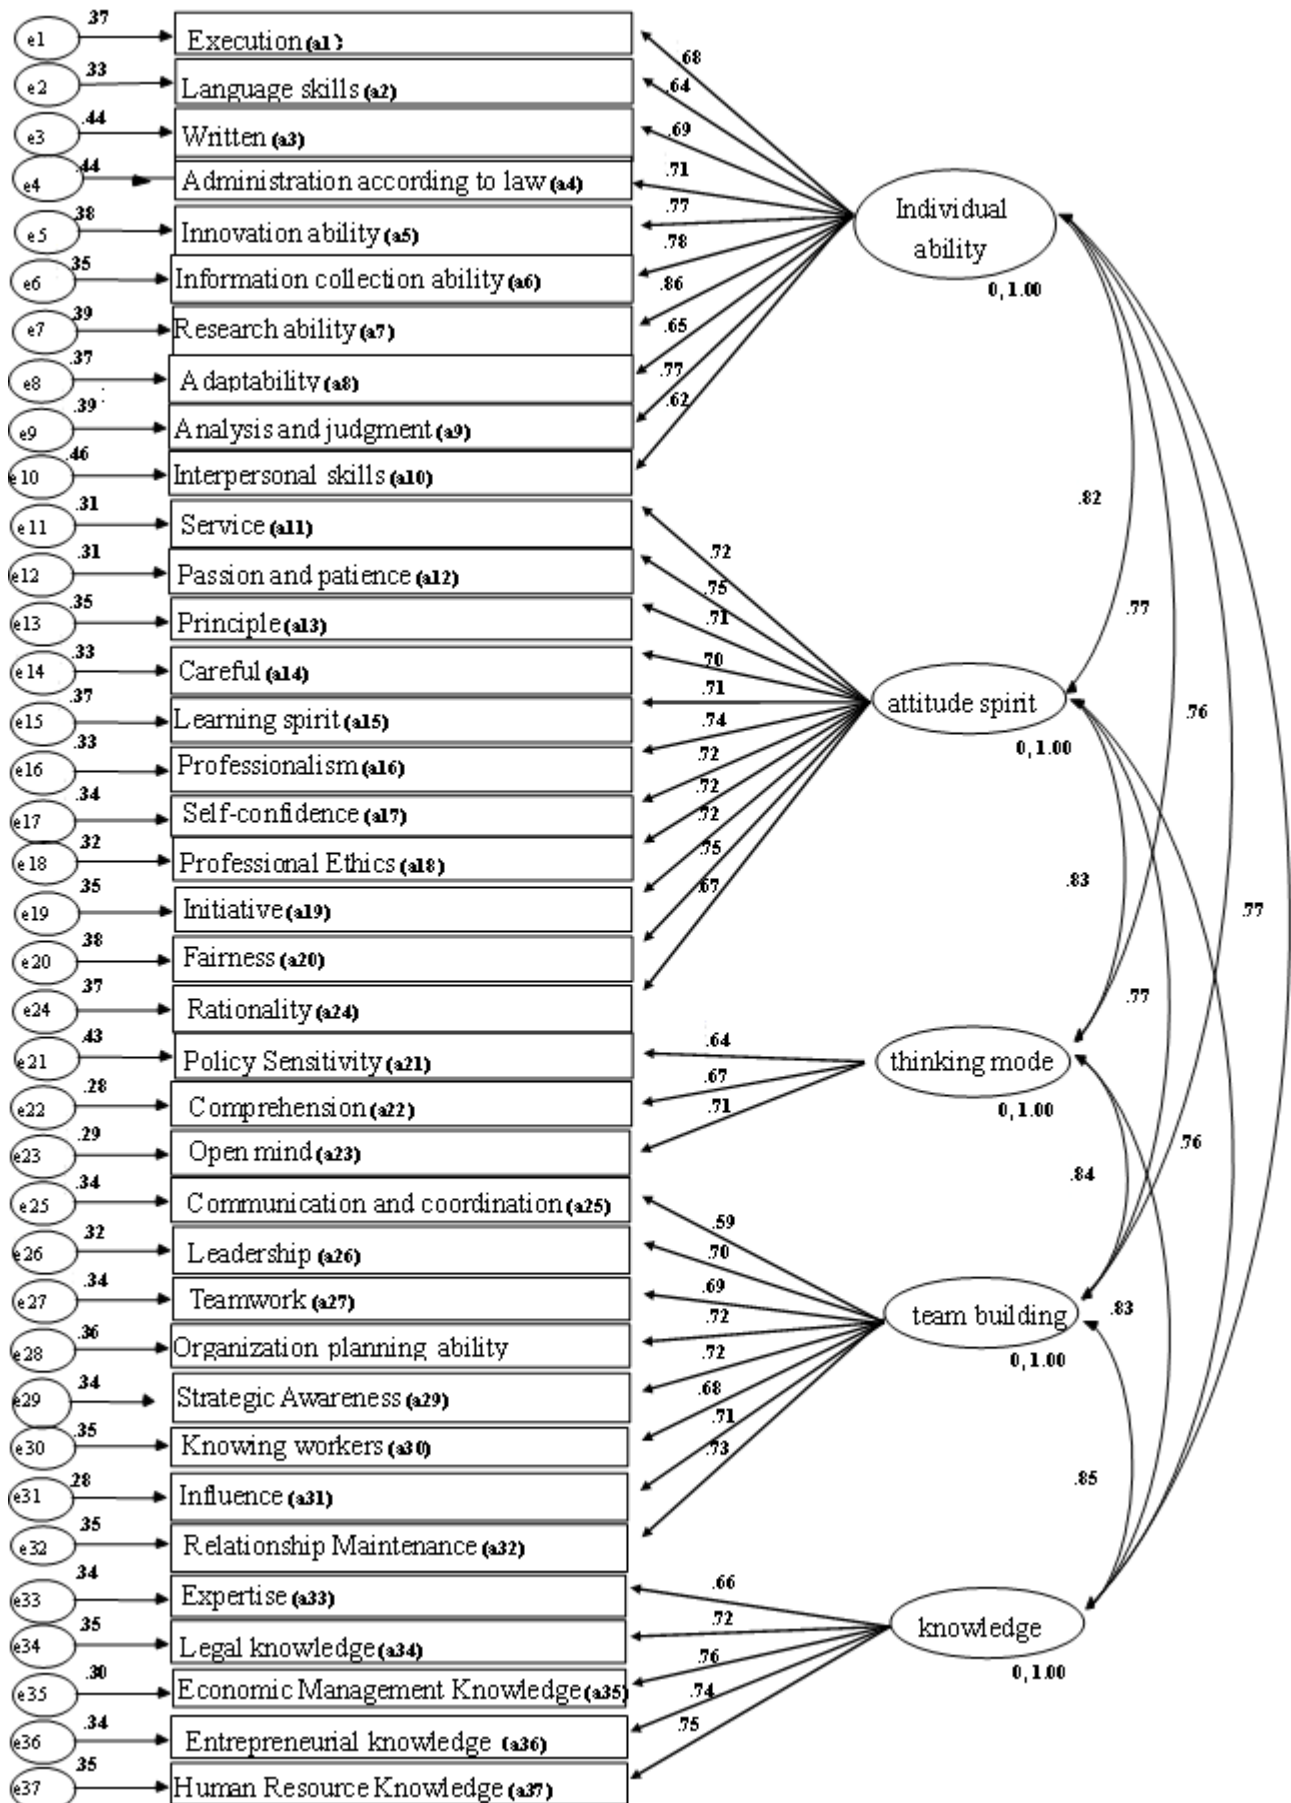 e1 .37 Execution (a1) .68
e2 .33 Language skills (a2) .64
e3 .44 Written (a3) .69
e4 .44 Administration according to law (a4) .71
e5 .38 Innovation ability (a5) .77
e6 .35 Information collection ability (a6) .78
e7 .39 Research ability (a7) .86
e8 .37 Adaptability (a8) .65
e9 .39 Analysis and judgment (a9) .77
e10 .46 Interpersonal skills (a10) .62
Individual
ability
0, 1.00
e11 .31 Service (a11) .72
e12 .31 Passion and patience (a12) .75
e13 .35 Principle (a13) .71
e14 .33 Careful (a14) .70
e15 .37 Learning spirit (a15) .71
e16 .33 Professionalism (a16) .74
e17 .34 Self-confidence (a17) .72
e18 .32 Professional Ethics (a18) .72
e19 .35 Initiative (a19) .72
e20 .38 Fairness (a20) .75
e24 .37 Rationality (a24) .67
attitude spirit
0, 1.00
e21 .43 Policy Sensitivity (a21) .64
e22 .28 Comprehension (a22) .67
e23 .29 Open mind (a23) .71
thinking mode
0, 1.00
e25 .34 Communication and coordination (a25) .59
e26 .32 Leadership (a26) .70
e27 .34 Teamwork (a27) .69
e28 .36 Organization planning ability .72
e29 .34 Strategic Awareness (a29) .72
e30 .35 Knowing workers (a30) .68
e31 .28 Influence (a31) .71
e32 .35 Relationship Maintenance (a32) .73
team building
0, 1.00
e33 .34 Expertise (a33) .66
e34 .35 Legal knowledge (a34) .72
e35 .30 Economic Management Knowledge (a35) .76
e36 .34 Entrepreneurial knowledge (a36) .74
e37 .35 Human Resource Knowledge (a37) .75
knowledge
0, 1.00
.82
.77
.76
.77
.83
.77
.76
.84
.83
.85